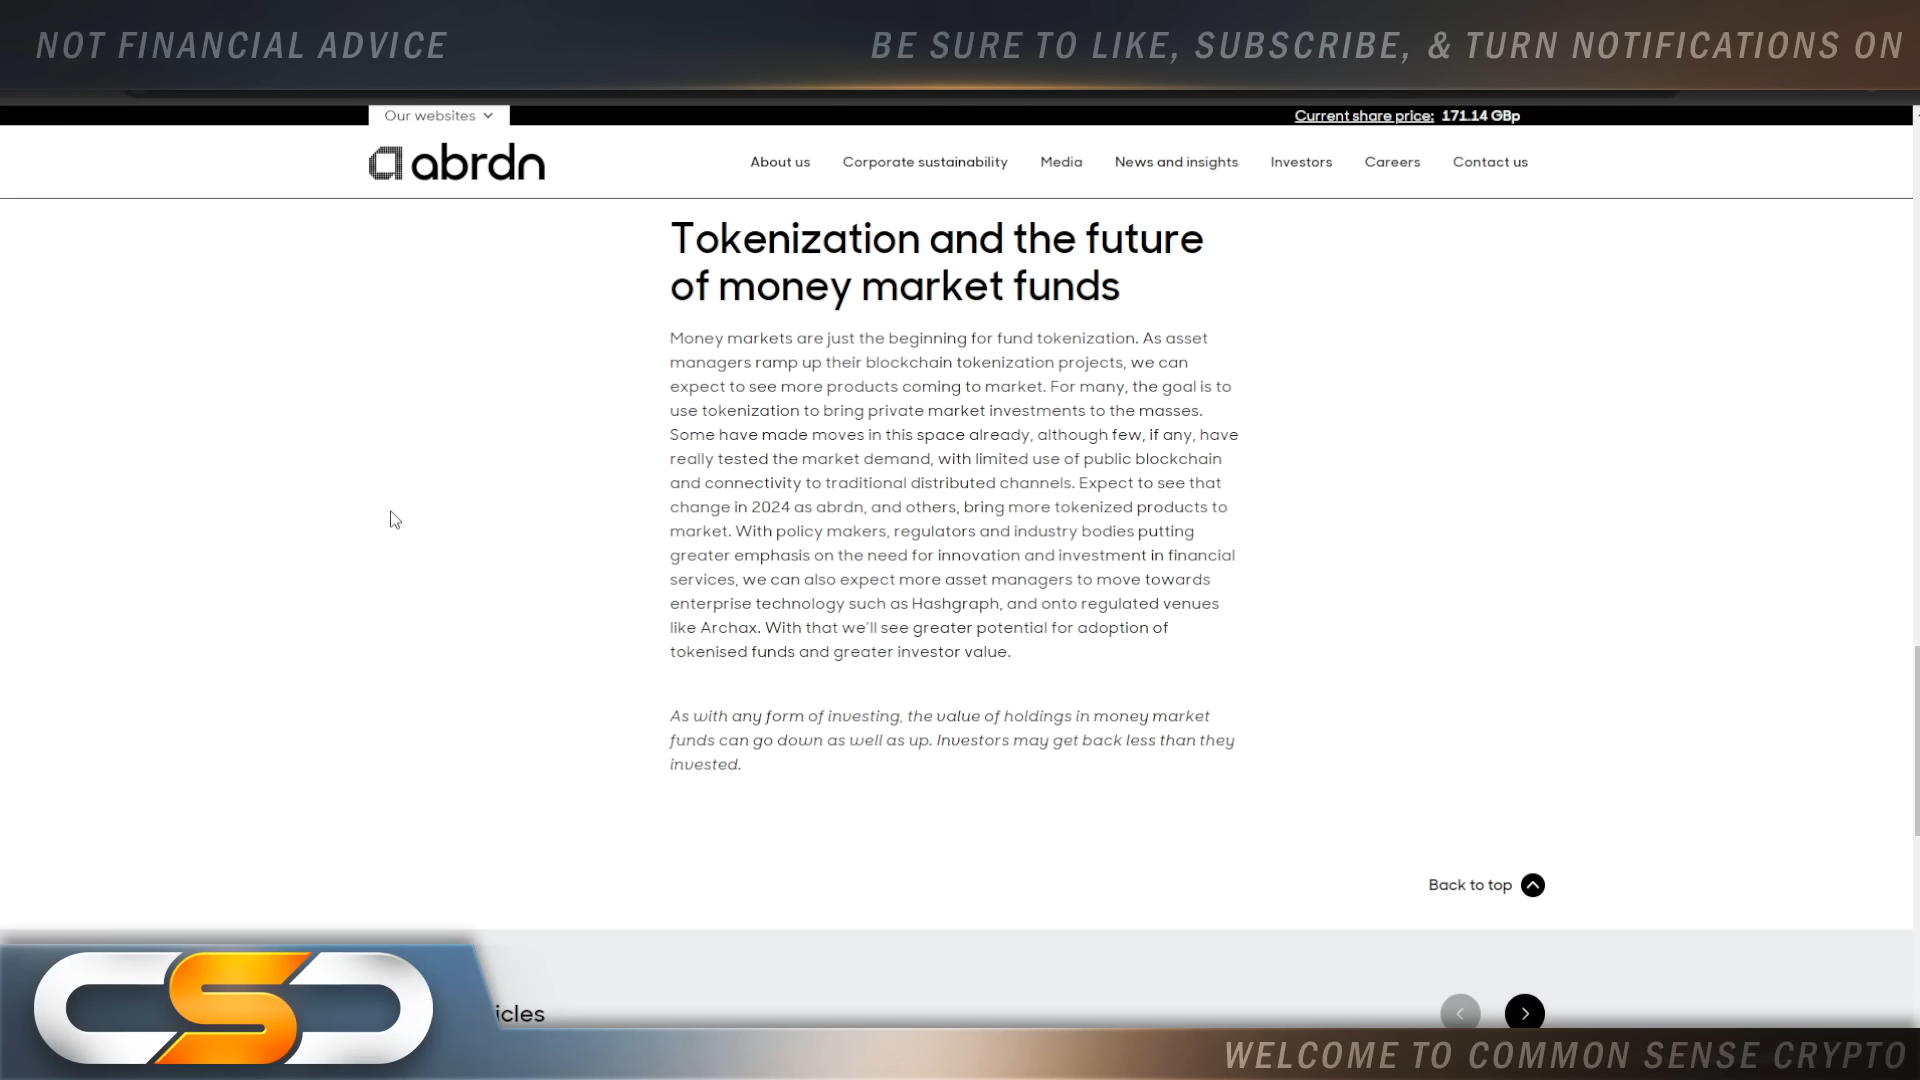 NOT FINANCIAL ADVICE
BE SURE TO LIKE, SUBSCRIBE, & TURN NOTIFICATIONS ON
Our websites
Current share price: 171.14 GBp
abrdn
About us
Corporate sustainability
Media
News and insights
Investors
Careers
Contact us
Tokenization and the future
of money market funds
Money markets are just the beginning for fund tokenization. As asset
managers ramp up their blockchain tokenization projects, we can
expect to see more products coming to market. For many, the goal is to
use tokenization to bring private market investments to the masses.
Some have made moves in this space already, although few, if any, have
really tested the market demand, with limited use of public blockchain
and connectivity to traditional distributed channels. Expect to see that
change in 2024 as abrdn, and others, bring more tokenized products to
market. With policy makers, regulators and industry bodies putting
greater emphasis on the need for innovation and investment in financial
services, we can also expect more asset managers to move towards
enterprise technology such as Hashgraph, and onto regulated venues
like Archax. With that we'll see greater potential for adoption of
tokenised funds and greater investor value.
As with any form of investing, the value of holdings in money market
funds can go down as well as up. Investors may get back less than they
invested.
Back to top
CSC
icles
WELCOME TO COMMON SENSE CRYPTO